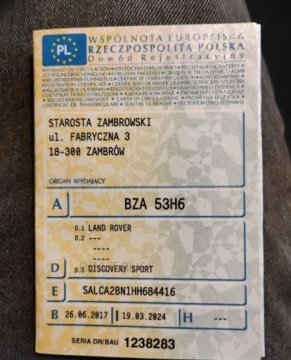 PL
WSPÓLNOTA EUROPEJSKA
RZECZPOSPOLITA POLSKA
Dowód Rejestracyjny
STAROSTA ZAMBROWSKI
ul. FABRYCZNA 3
18-300 ZAMBRÓW
ORGAN WYDAJĄCY
A BZA 53H6
D.1 LAND ROVER
D.2 ---
----
----
D D.3 DISCOVERY SPORT
E SALCA2BN1HH684416
B 26.06.2017 19.03.2024 H ---
SERIA DR/BAU 1238283